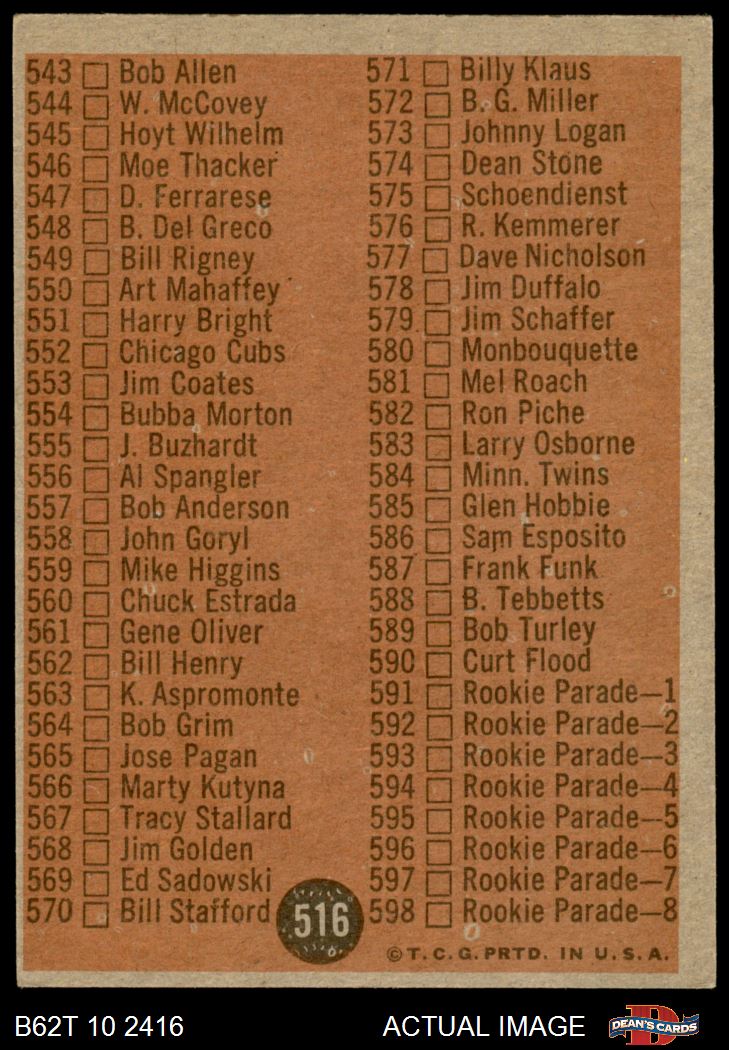 543 Bob Allen
544 W. McCovey
545 Hoyt Wilhelm
546 Moe Thacker
547 D. Ferrarese
548 B. Del Greco
549 Bill Rigney
550 Art Mahaffey
551 Harry Bright
552 Chicago Cubs
553 Jim Coates
554 Bubba Morton
555 J. Buzhardt
556 Al Spangler
557 Bob Anderson
558 John Goryl
559 Mike Higgins
560 Chuck Estrada
561 Gene Oliver
562 Bill Henry
563 K. Aspromonte
564 Bob Grim
565 Jose Pagan
566 Marty Kutyna
567 Tracy Stallard
568 Jim Golden
569 Ed Sadowski
570 Bill Stafford
571 Billy Klaus
572 B. G. Miller
573 Johnny Logan
574 Dean Stone
575 Schoendienst
576 R. Kemmerer
577 Dave Nicholson
578 Jim Duffalo
579 Jim Schaffer
580 Monbouquette
581 Mel Roach
582 Ron Piche
583 Larry Osborne
584 Minn. Twins
585 Glen Hobbie
586 Sam Esposito
587 Frank Funk
588 B. Tebbetts
589 Bob Turley
590 Curt Flood
591 Rookie Parade—1
592 Rookie Parade—2
593 Rookie Parade—3
594 Rookie Parade—4
595 Rookie Parade—5
596 Rookie Parade—6
597 Rookie Parade—7
598 Rookie Parade—8
516
© T. C. G. PRTD. IN U. S. A.
B62T 10 2416
ACTUAL IMAGE
DEAN'S CARDS